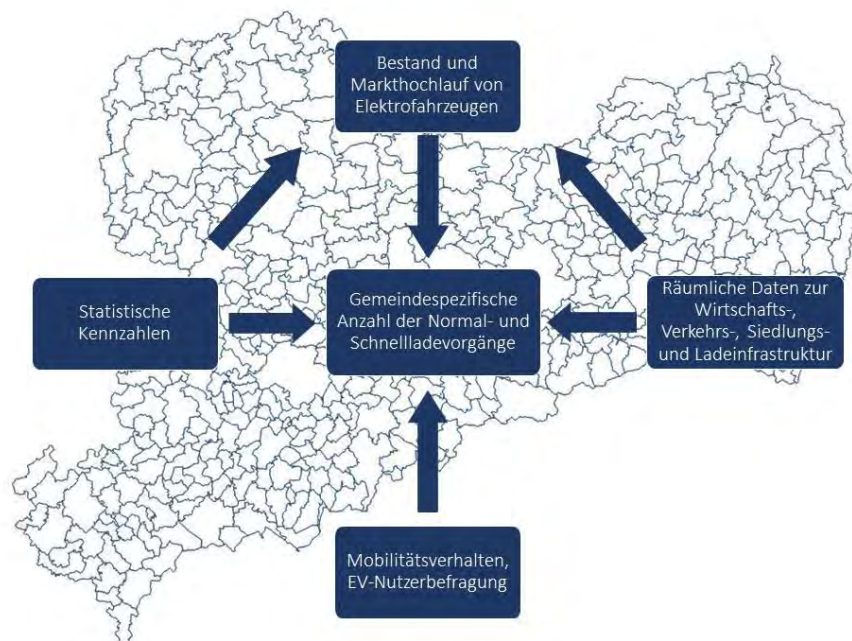 Bestand und
Markthochlauf von
Elektrofahrzeugen
Statistische
Kennzahlen
Gemeindespezifische
Anzahl der Normal- und
Schnellladevorgänge
Räumliche Daten zur
Wirtschafts-,
Verkehrs-, Siedlungs-
und Ladeinfrastruktur
Mobilitätsverhalten,
EV-Nutzerbefragung